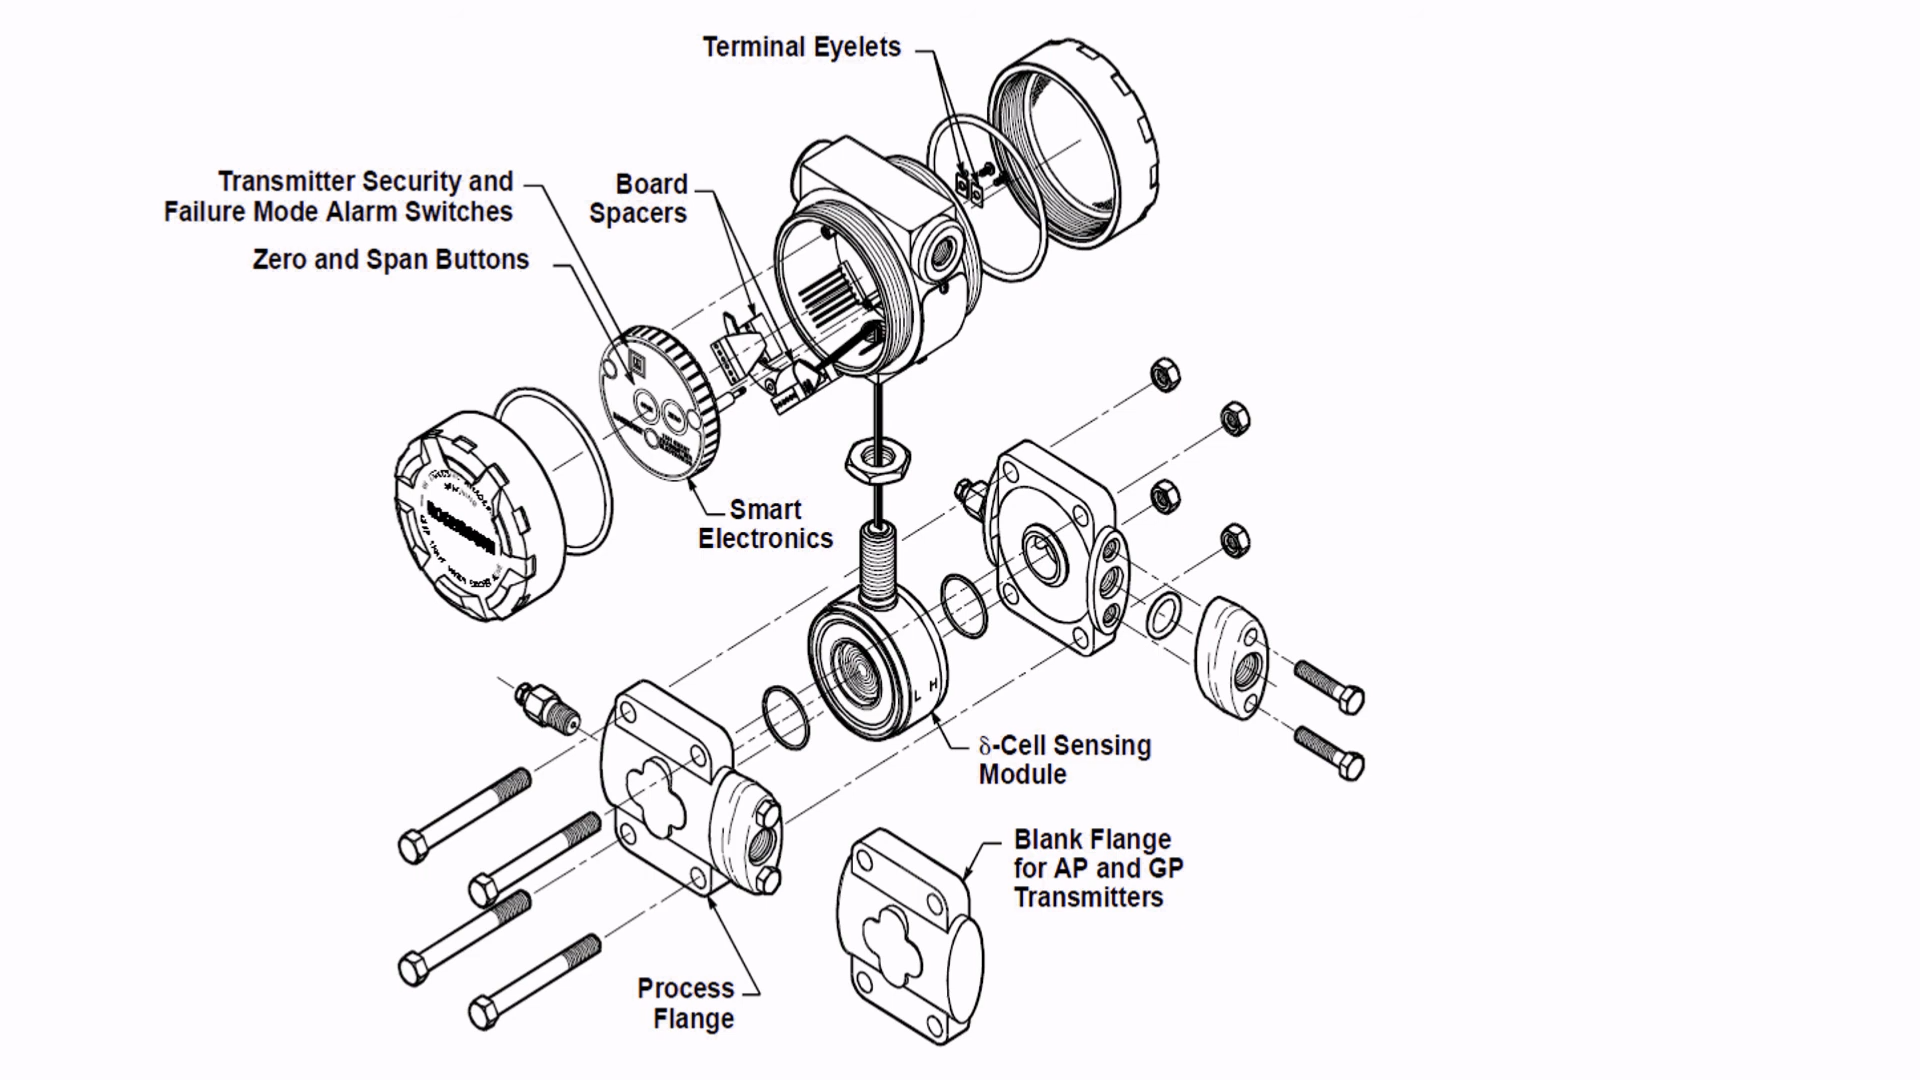 Terminal Eyelets
Transmitter Security and
Failure Mode Alarm Switches
Board
Spacers
Zero and Span Buttons
Smart
Electronics
L H
δ-Cell Sensing
Module
Blank Flange
for AP and GP
Transmitters
Process
Flange